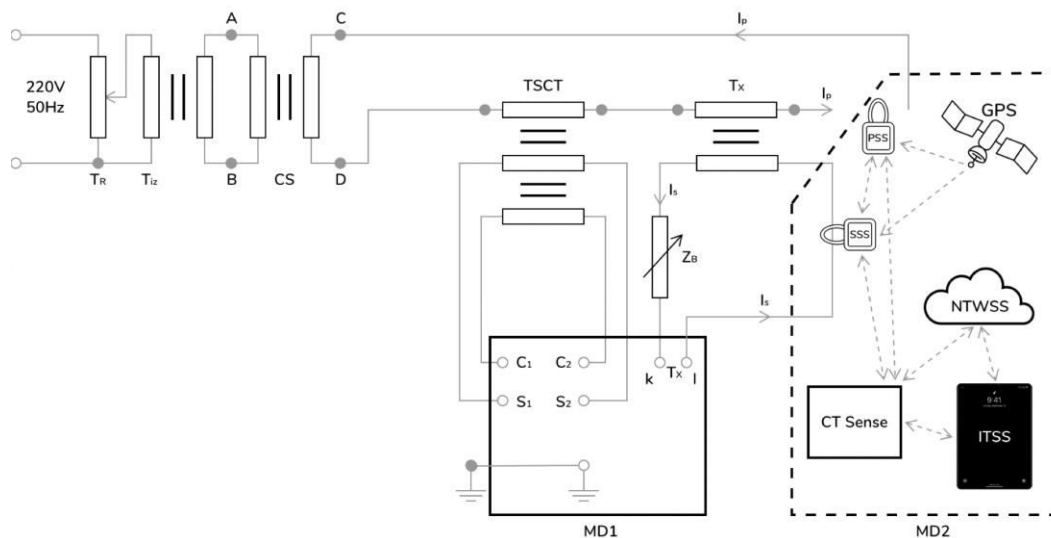 A
C
Ip
220V
50Hz
TR
Tiz
B
CS
D
TSCT
Tx
Ip
GPS
PSS
SSS
Is
ZB
Is
NTWSS
C1
C2
k
Tx
l
S1
S2
CT Sense
9:41
ITSS
MD1
MD2